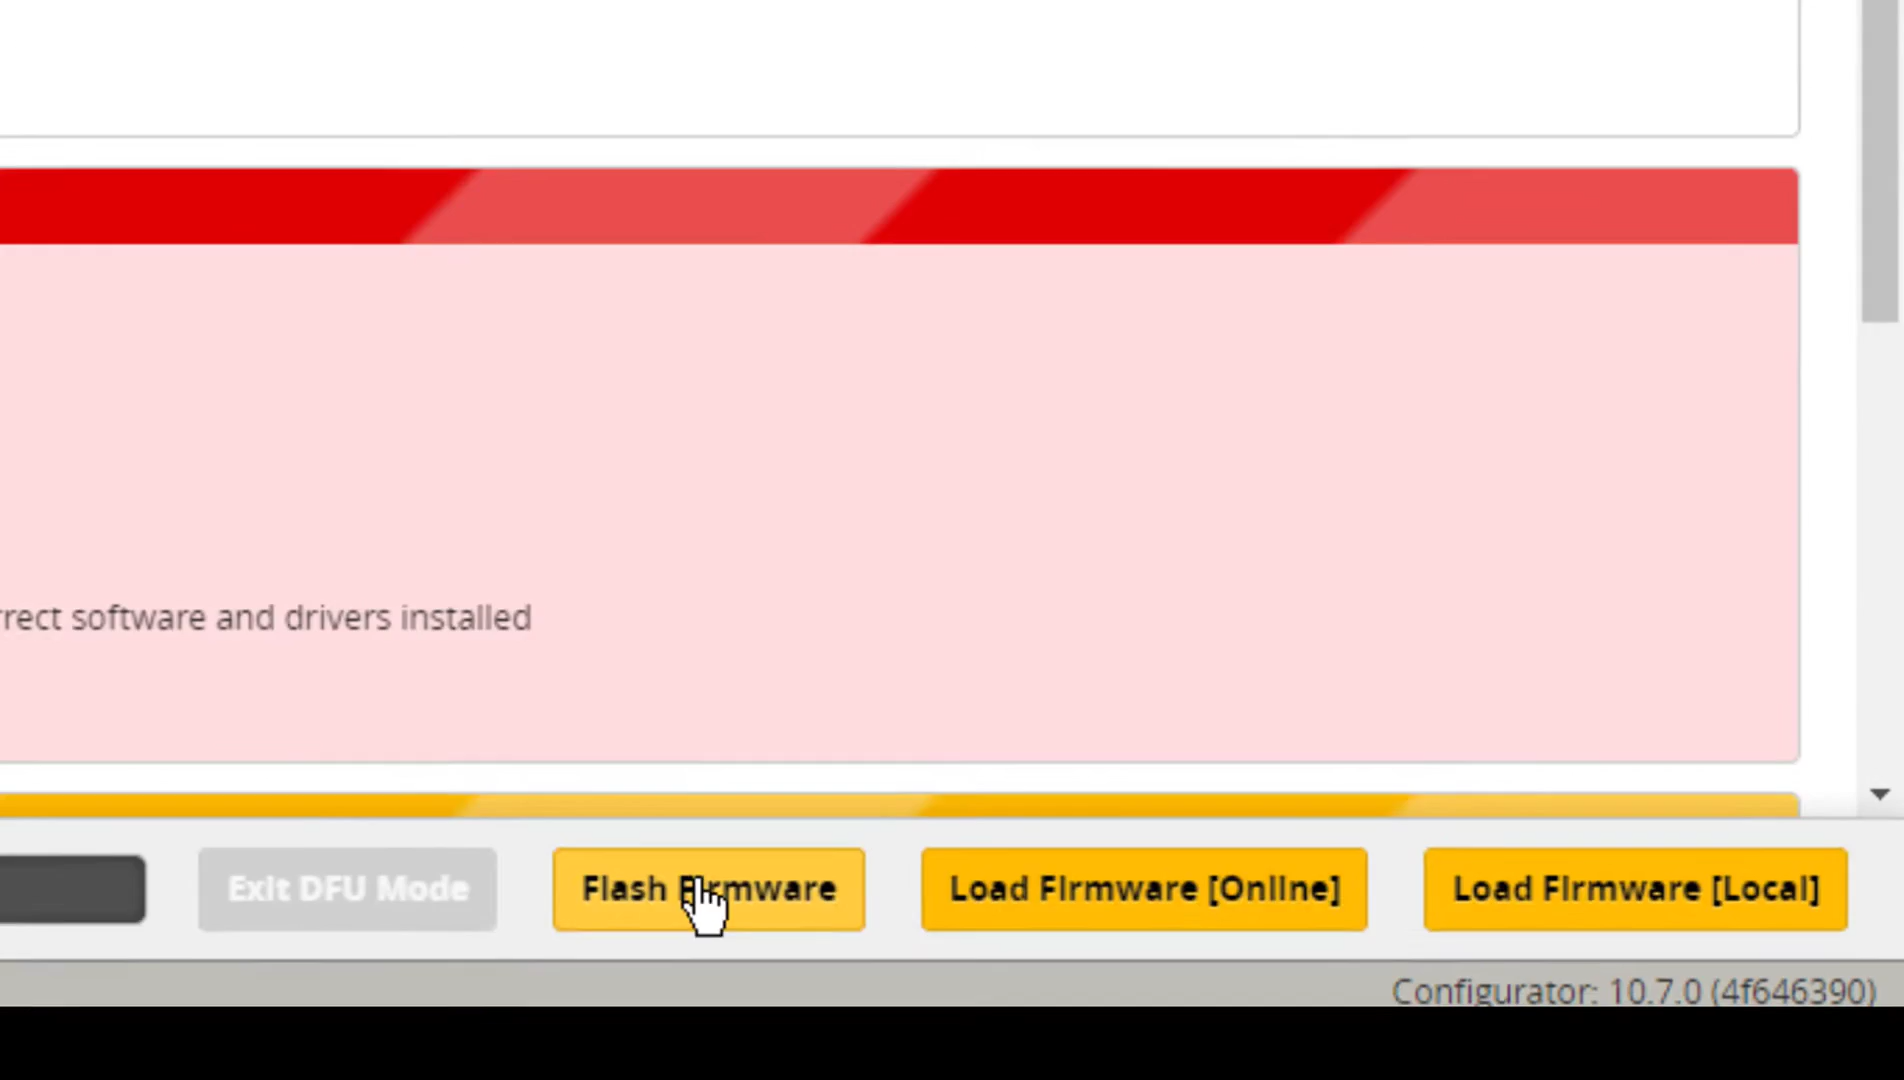 rrect software and drivers installed
Exit DFU Mode
Flash Firmware
Load Firmware [Online]
Load Firmware [Local]
Configurator: 10.7.0 (4f646390)